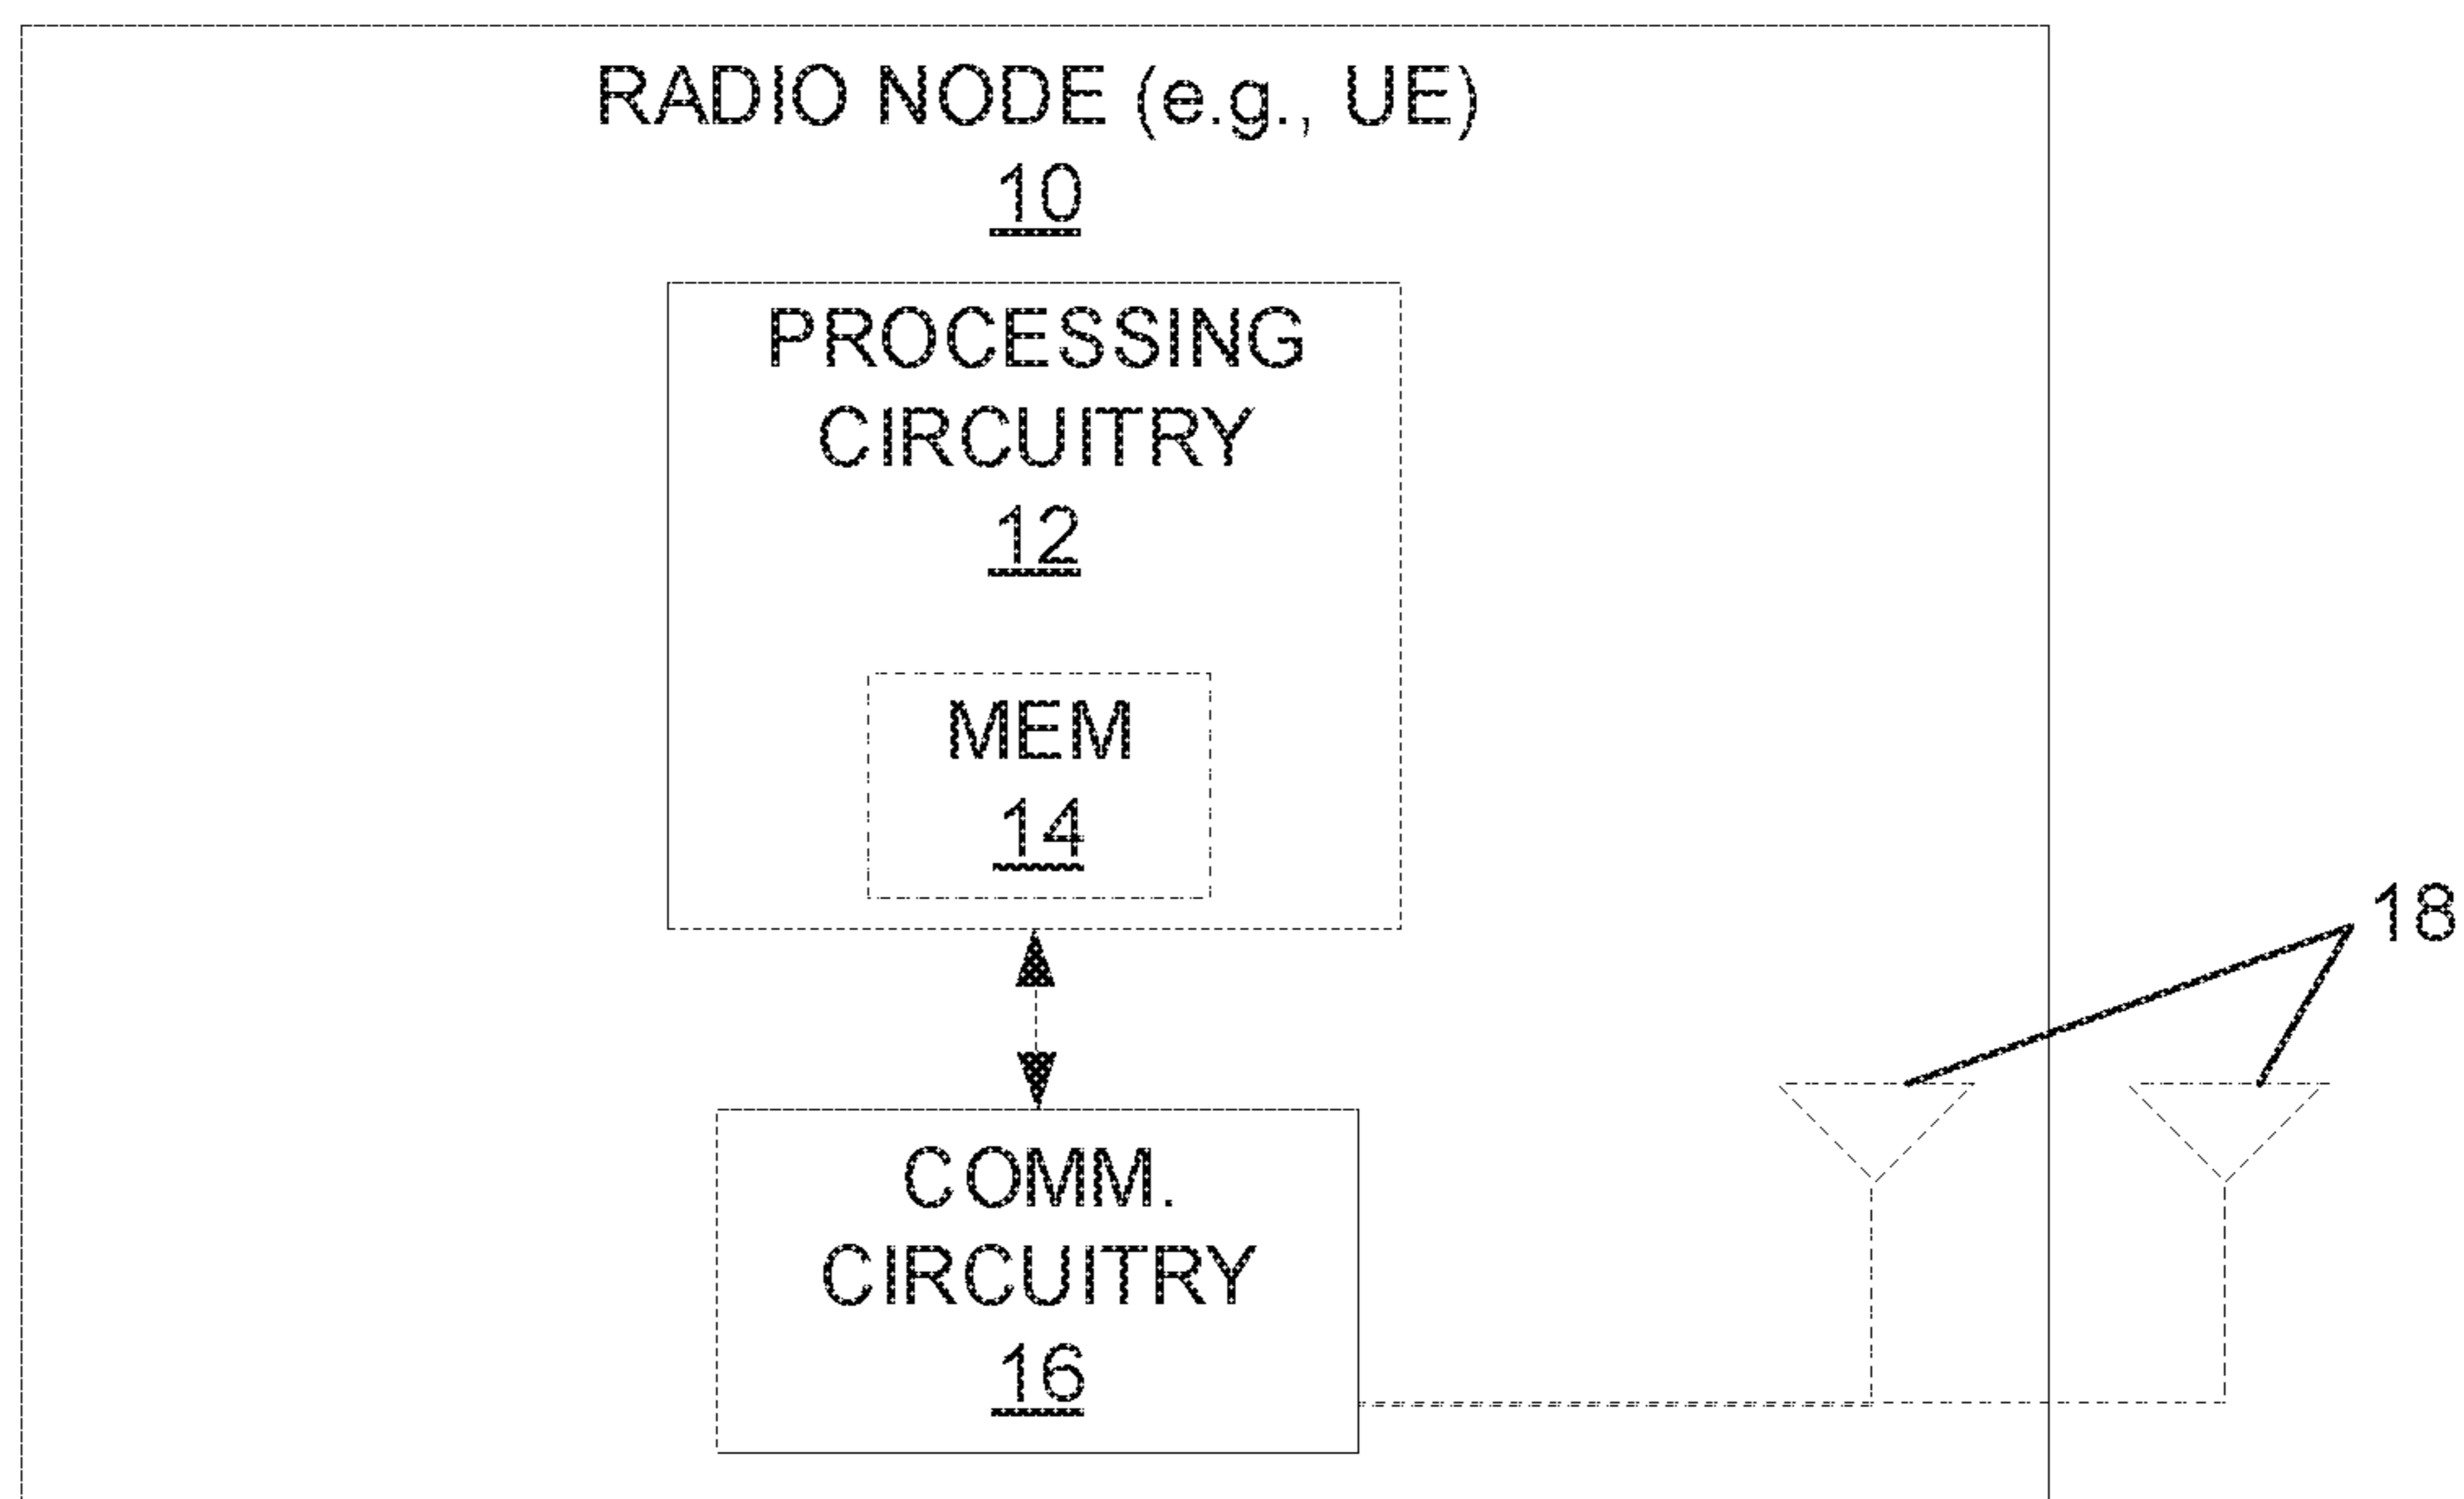 RADIO NODE (e.g., UE)
10
PROCESSING
CIRCUITRY
12
MEM
14
18
COMM.
CIRCUITRY
16